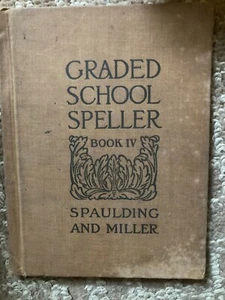 GRADED
SCHOOL
SPELLER
BOOK IV
SPAULDING
AND MILLER